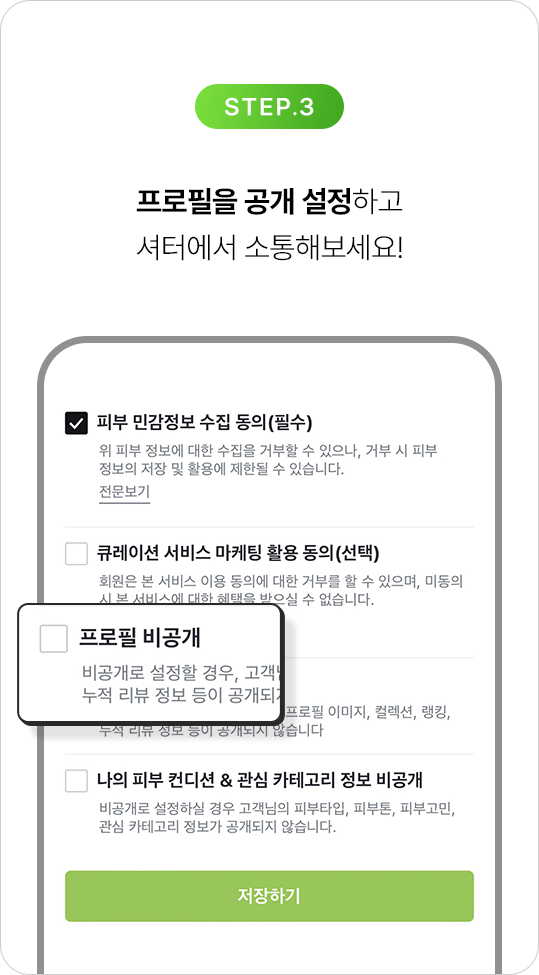 STEP.3
프로필을 공개 설정하고
셔터에서 소통해보세요!
피부 민감정보 수집 동의(필수)
위 피부 정보에 대한 수집을 거부할 수 있으나, 거부 시 피부
정보의 저장 및 활용에 제한될 수 있습니다.
전문보기
큐레이션 서비스 마케팅 활용 동의(선택)
회원은 본 서비스 이용 동의에 대한 거부를 할 수 있으며, 미동의
시 본 서비스에 대한 혜택을 받으실 수 없습니다.
프로필 비공개
비공개로 설정할 경우, 고객
누적 리뷰 정보 등이 공개되
프로필 이미지, 컬렉션, 랭킹,
누적 리뷰 정보 등이 공개되지 않습니다
나의 피부 컨디션 & 관심 카테고리 정보 비공개
비공개로 설정하실 경우 고객님의 피부타입, 피부톤, 피부고민,
관심 카테고리 정보가 공개되지 않습니다.
저장하기